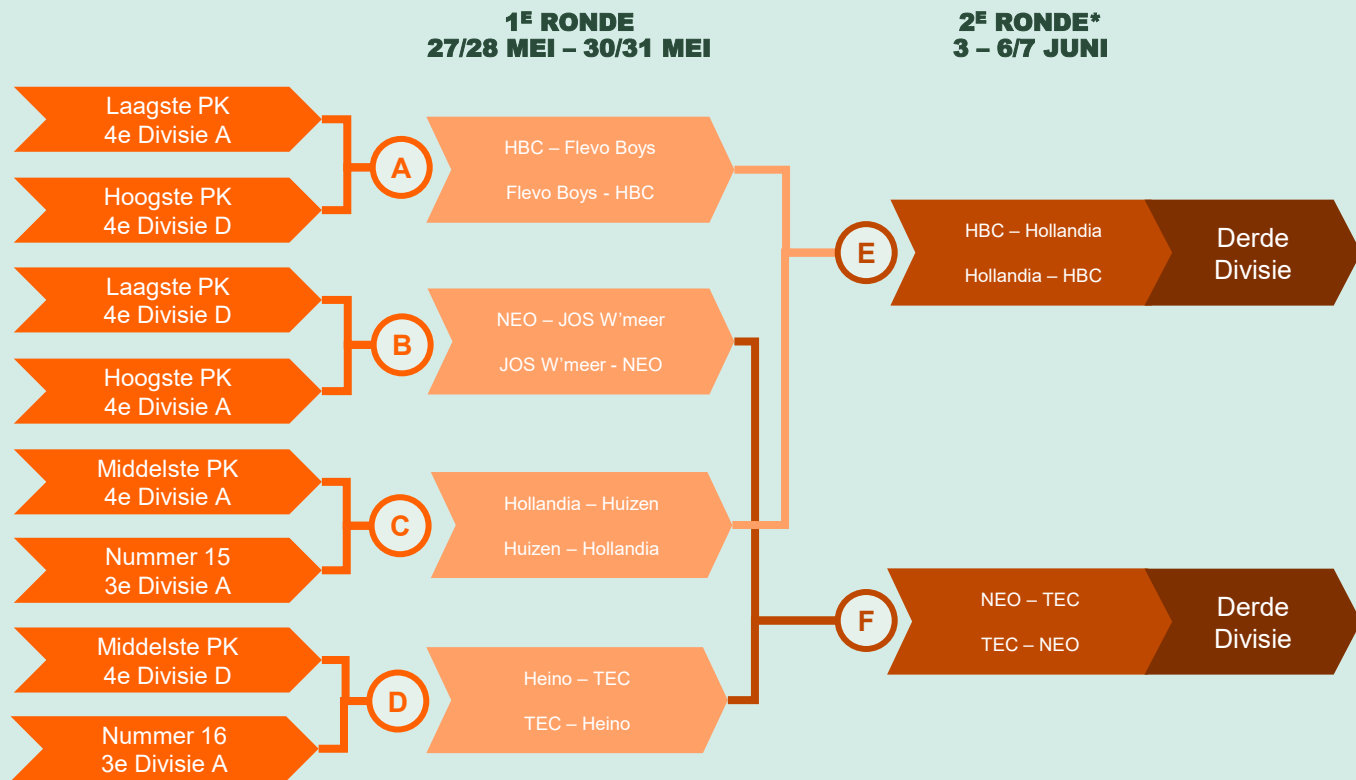 1E RONDE
27/28 MEI – 30/31 MEI
2E RONDE*
3 – 6/7 JUNI
Laagste PK
4e Divisie A
Hoogste PK
4e Divisie D
A
HBC – Flevo Boys
Flevo Boys - HBC
Laagste PK
4e Divisie D
Hoogste PK
4e Divisie A
B
NEO – JOS W'meer
JOS W'meer - NEO
Middelste PK
4e Divisie A
Nummer 15
3e Divisie A
C
Hollandia – Huizen
Huizen – Hollandia
Middelste PK
4e Divisie D
Nummer 16
3e Divisie A
D
Heino – TEC
TEC – Heino
E
HBC – Hollandia
Hollandia – HBC
Derde
Divisie
F
NEO – TEC
TEC – NEO
Derde
Divisie